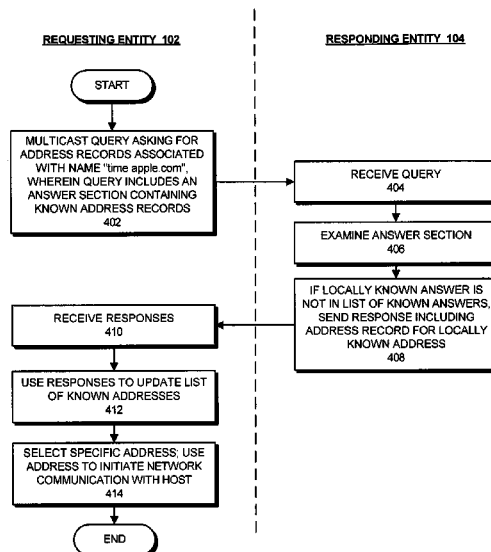 REQUESTING ENTITY 102
RESPONDING ENTITY 104
START
MULTICAST QUERY ASKING FOR
ADDRESS RECORDS ASSOCIATED
WITH NAME "time apple.com",
WHEREIN QUERY INCLUDES AN
ANSWER SECTION CONTAINING
KNOWN ADDRESS RECORDS
402
RECEIVE QUERY
404
EXAMINE ANSWER SECTION
406
IF LOCALLY KNOWN ANSWER IS
NOT IN LIST OF KNOWN ANSWERS,
SEND RESPONSE INCLUDING
ADDRESS RECORD FOR LOCALLY
KNOWN ADDRESS
408
RECEIVE RESPONSES
410
USE RESPONSES TO UPDATE LIST
OF KNOWN ADDRESSES
412
SELECT SPECIFIC ADDRESS; USE
ADDRESS TO INITIATE NETWORK
COMMUNICATION WITH HOST
414
END